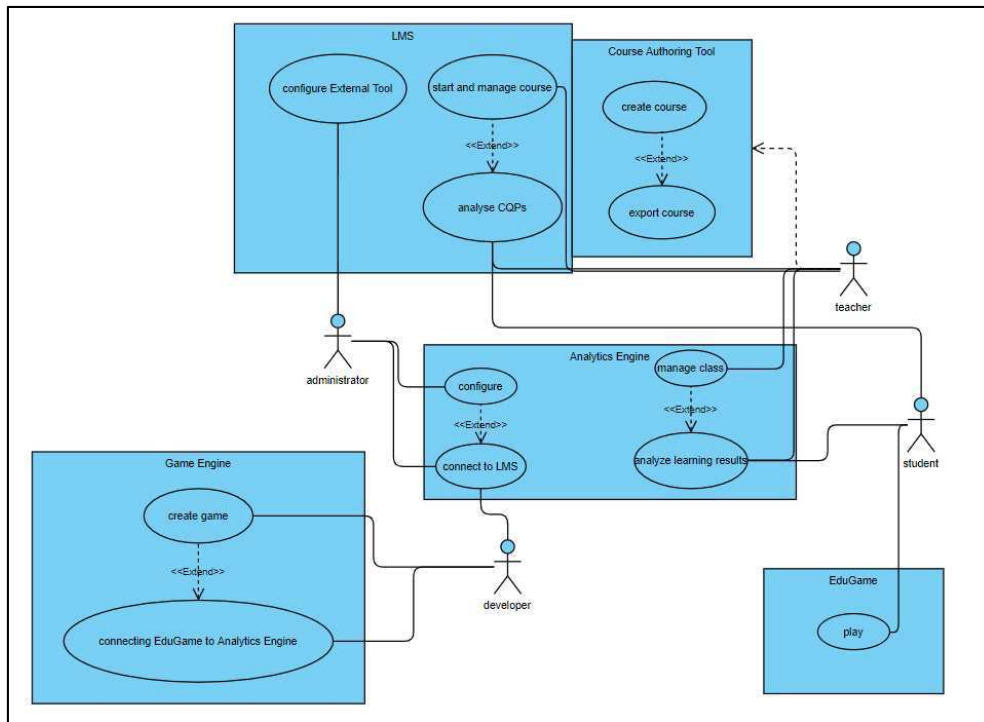 LMS
Course Authoring Tool
configure External Tool
start and manage course
create course
<<Extend>>
<<Extend>>
analyse CQPs
export course
teacher
administrator
Analytics Engine
manage class
configure
<<Extend>>
<<Extend>>
Game Engine
connect to LMS
analyze learning results
student
create game
<<Extend>>
EduGame
developer
play
connecting EduGame to Analytics Engine